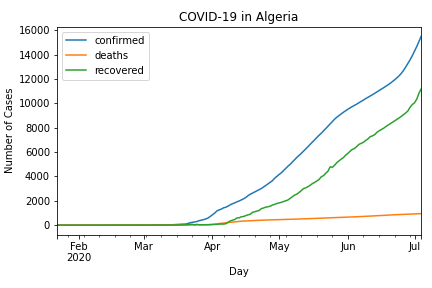 COVID-19 in Algeria
confirmed
deaths
recovered
Number of Cases
16000
14000
12000
10000
8000
6000
4000
2000
0
Feb
2020
Mar
Apr
May
Jun
Jul
Day